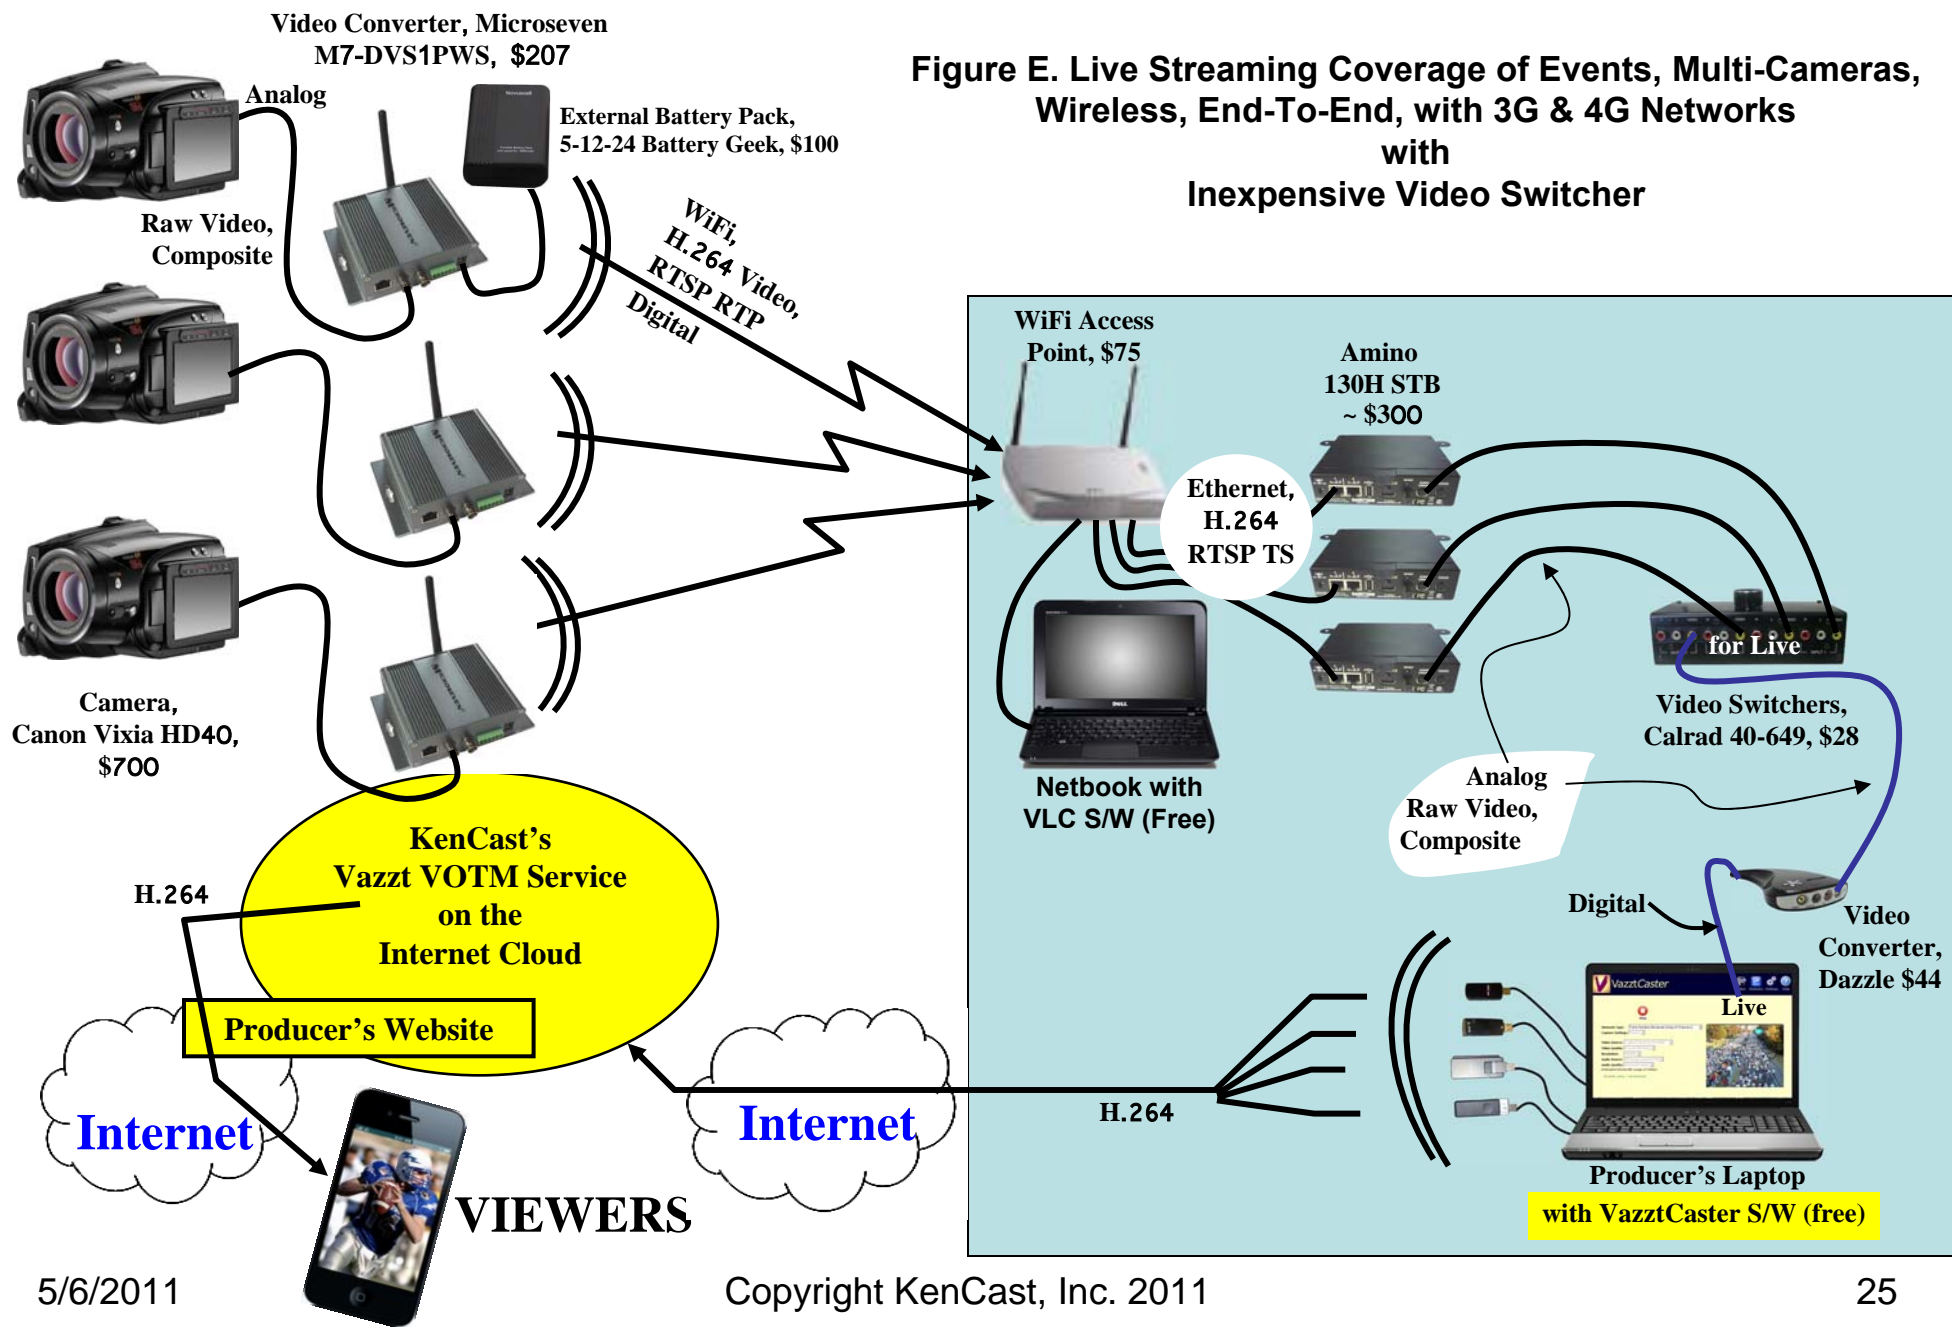 Video Converter, Microseven
M7-DVS1PWS, $207
Figure E. Live Streaming Coverage of Events, Multi-Cameras,
Wireless, End-To-End, with 3G & 4G Networks
with
Inexpensive Video Switcher
Analog
External Battery Pack,
5-12-24 Battery Geek, $100
Raw Video,
Composite
WiFi,
H.264 Video,
RTSP RTP
Digital
MICROSEVEN
MICROSEVEN
MICROSEVEN
Camera,
Canon Vixia HD40,
$700
WiFi Access
Point, $75
Amino
130H STB
~ $300
Ethernet,
H.264
RTSP TS
for Live
Video Switchers,
Calrad 40-649, $28
DELL
Netbook with
VLC S/W (Free)
Analog
Raw Video,
Composite
Digital
Video
Converter,
Dazzle $44
VazztCaster
Live
Producer's Laptop
with VazztCaster S/W (free)
H.264
KenCast's
Vazzt VOTM Service
on the
Internet Cloud
H.264
Producer's Website
Internet
Internet
VIEWERS
5/6/2011
Copyright KenCast, Inc. 2011
25